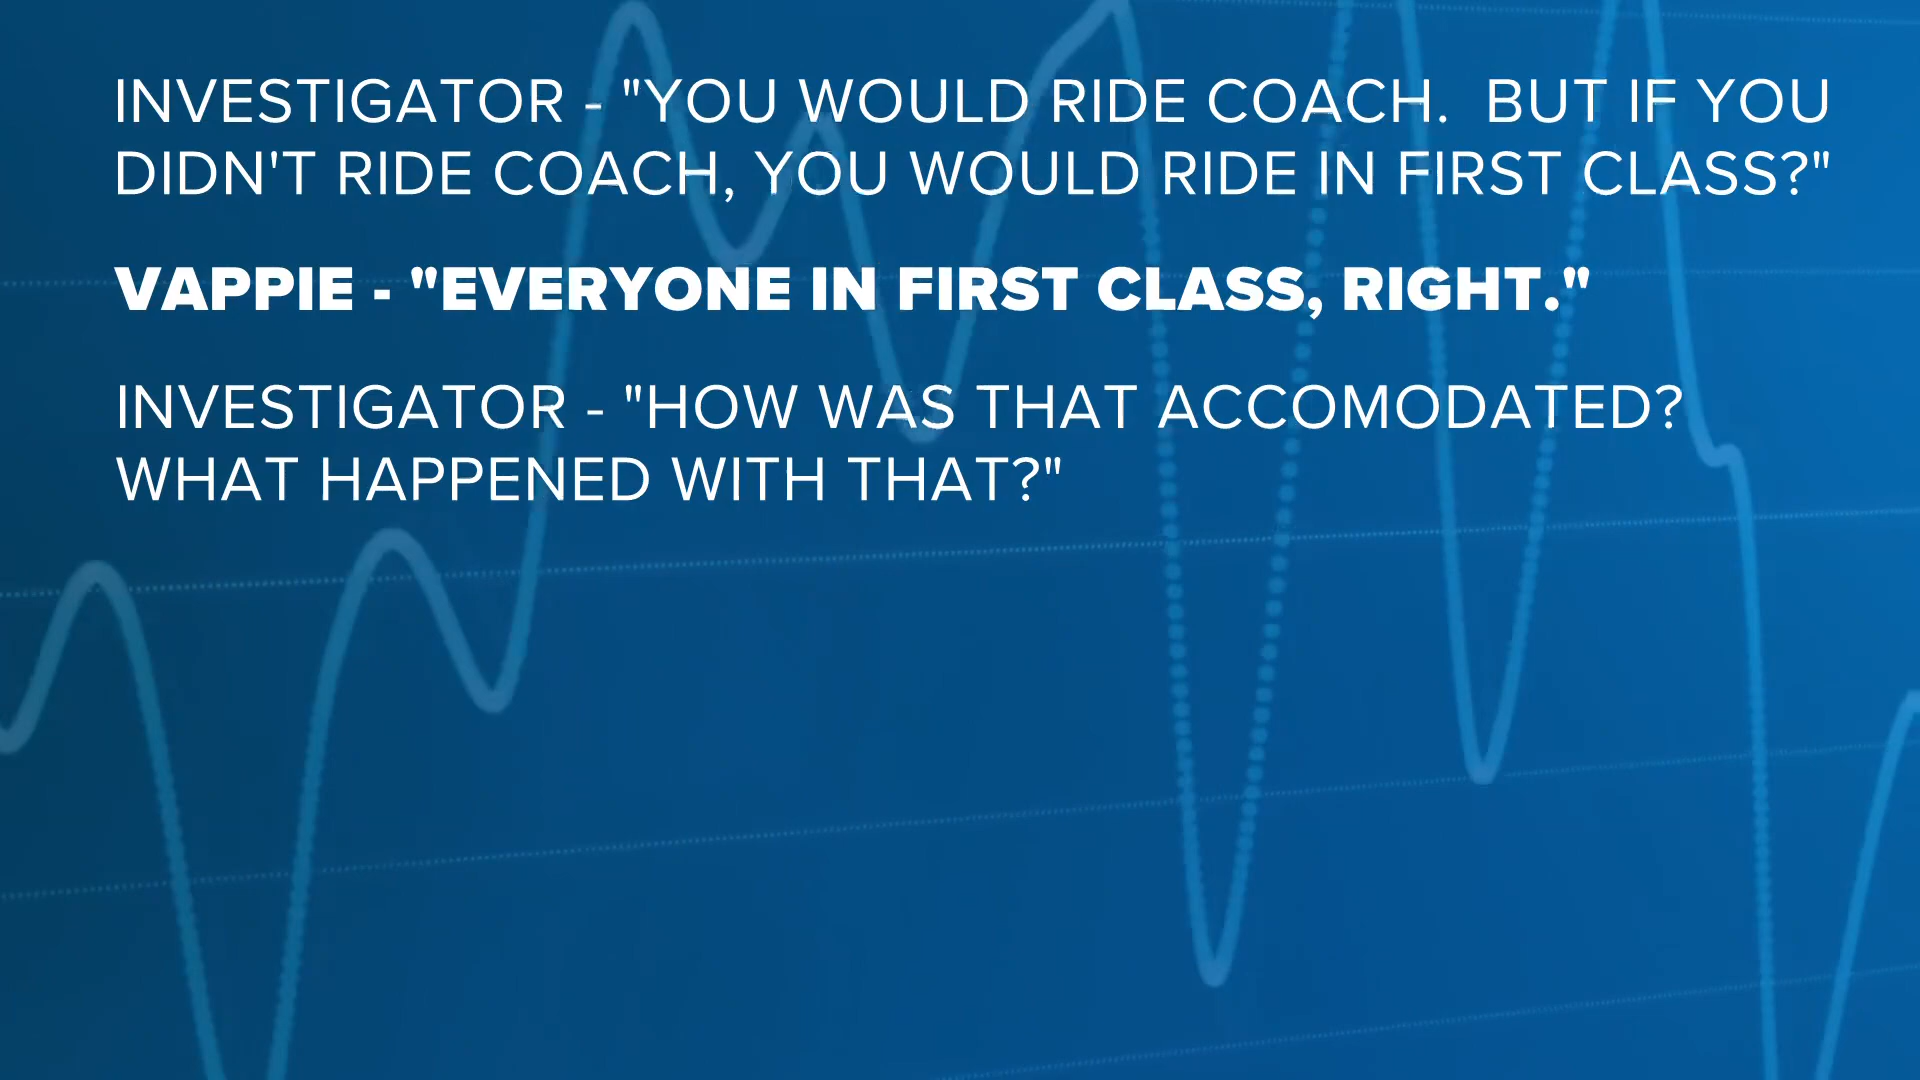 INVESTIGATOR - "YOU WOULD RIDE COACH.  BUT IF YOU
DIDN'T RIDE COACH, YOU WOULD RIDE IN FIRST CLASS?"
VAPPIE - "EVERYONE IN FIRST CLASS, RIGHT."
INVESTIGATOR - "HOW WAS THAT ACCOMODATED?
WHAT HAPPENED WITH THAT?"